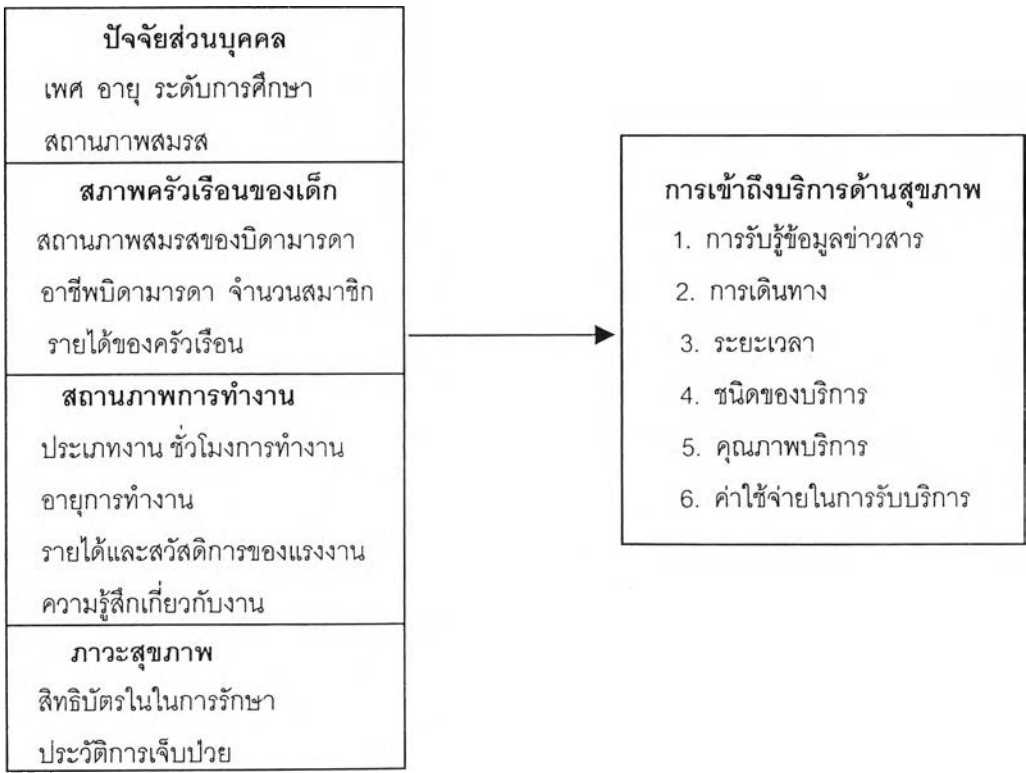 ปัจจัยส่วนบุคคล
เพศ อายุ ระดับการศึกษา
สถานภาพสมรส
สภาพครัวเรือนของเด็ก
สถานภาพสมรสของบิดามารดา
อาชีพบิดามารดา จำนวนสมาชิก
รายได้ของครัวเรือน
สถานภาพการทำงาน
ประเภทงาน ชั่วโมงการทำงาน
อายุการทำงาน
รายได้และสวัสดิการของแรงงาน
ความรู้สึกเกี่ยวกับงาน
ภาวะสุขภาพ
สิทธิบัตรในในการรักษา
ประวัติการเจ็บป่วย
การเข้าถึงบริการด้านสุขภาพ
1. การรับรู้ข้อมูลข่าวสาร
2. การเดินทาง
3. ระยะเวลา
4. ชนิดของบริการ
5. คุณภาพบริการ
6. ค่าใช้จ่ายในการรับบริการ